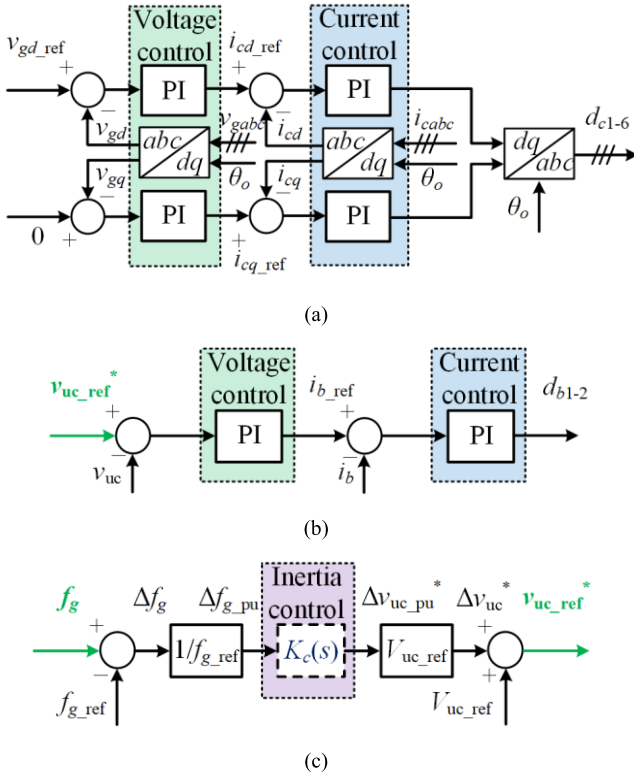 Voltage control
Current control
v_gd_ref
i_cd_ref
+
−
PI
+
−
PI
v_gd
abc
dq
v_gabc
θ_o
i_cd
abc
dq
i_cabc
θ_o
dq
abc
d_c1-6
θ_o
v_gq
−
0
+
PI
i_cq
−
+
i_cq_ref
PI
(a)
Voltage control
Current control
v_uc_ref*
+
−
v_uc
PI
i_b_ref
+
−
i_b
PI
d_b1-2
(b)
Inertia control
f_g
+
−
f_g_ref
Δf_g
1/f_g_ref
Δf_g_pu
K_c(s)
Δv_uc_pu*
V_uc_ref
Δv_uc*
+
+
V_uc_ref
v_uc_ref*
(c)